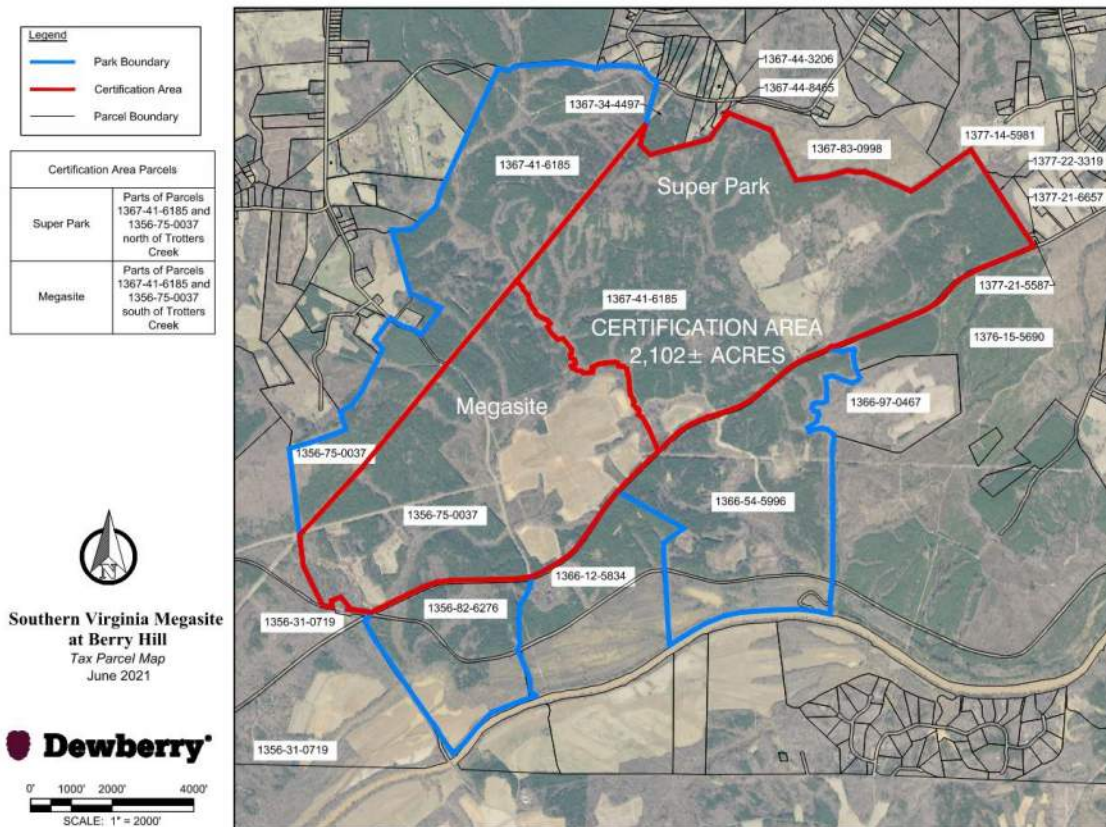 Legend
Park Boundary
Certification Area
Parcel Boundary
Certification Area Parcels
Super Park
Parts of Parcels
1367-41-6185 and
1356-75-0037
north of Trotters
Creek
Megasite
Parts of Parcels
1367-41-6185 and
1356-75-0037
south of Trotters
Creek
N
Southern Virginia Megasite
at Berry Hill
Tax Parcel Map
June 2021
Dewberry®
0' 1000' 2000' 4000'
SCALE: 1" = 2000'
1367-44-3206
1367-44-8465
1367-34-4497
1377-14-5981
1367-83-0998
1377-22-3319
1367-41-6185
Super Park
1377-21-6657
1377-21-5587
1367-41-6185
CERTIFICATION AREA
2,102± ACRES
1376-15-5690
Megasite
1366-97-0467
1356-75-0037
1366-54-5996
1356-75-0037
1366-12-5834
1356-82-6276
1356-31-0719
1356-31-0719